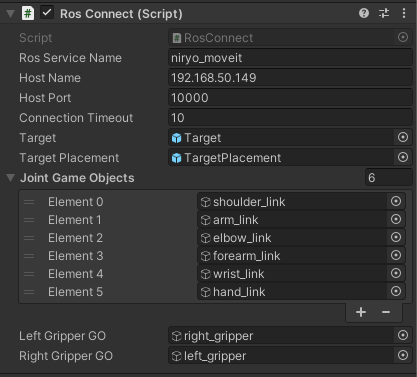 Ros Connect (Script)
Script RosConnect
Ros Service Name niryo_moveit
Host Name 192.168.50.149
Host Port 10000
Connection Timeout 10
Target Target
Target Placement TargetPlacement
Joint Game Objects 6
Element 0 shoulder_link
Element 1 arm_link
Element 2 elbow_link
Element 3 forearm_link
Element 4 wrist_link
Element 5 hand_link
Left Gripper GO right_gripper
Right Gripper GO left_gripper